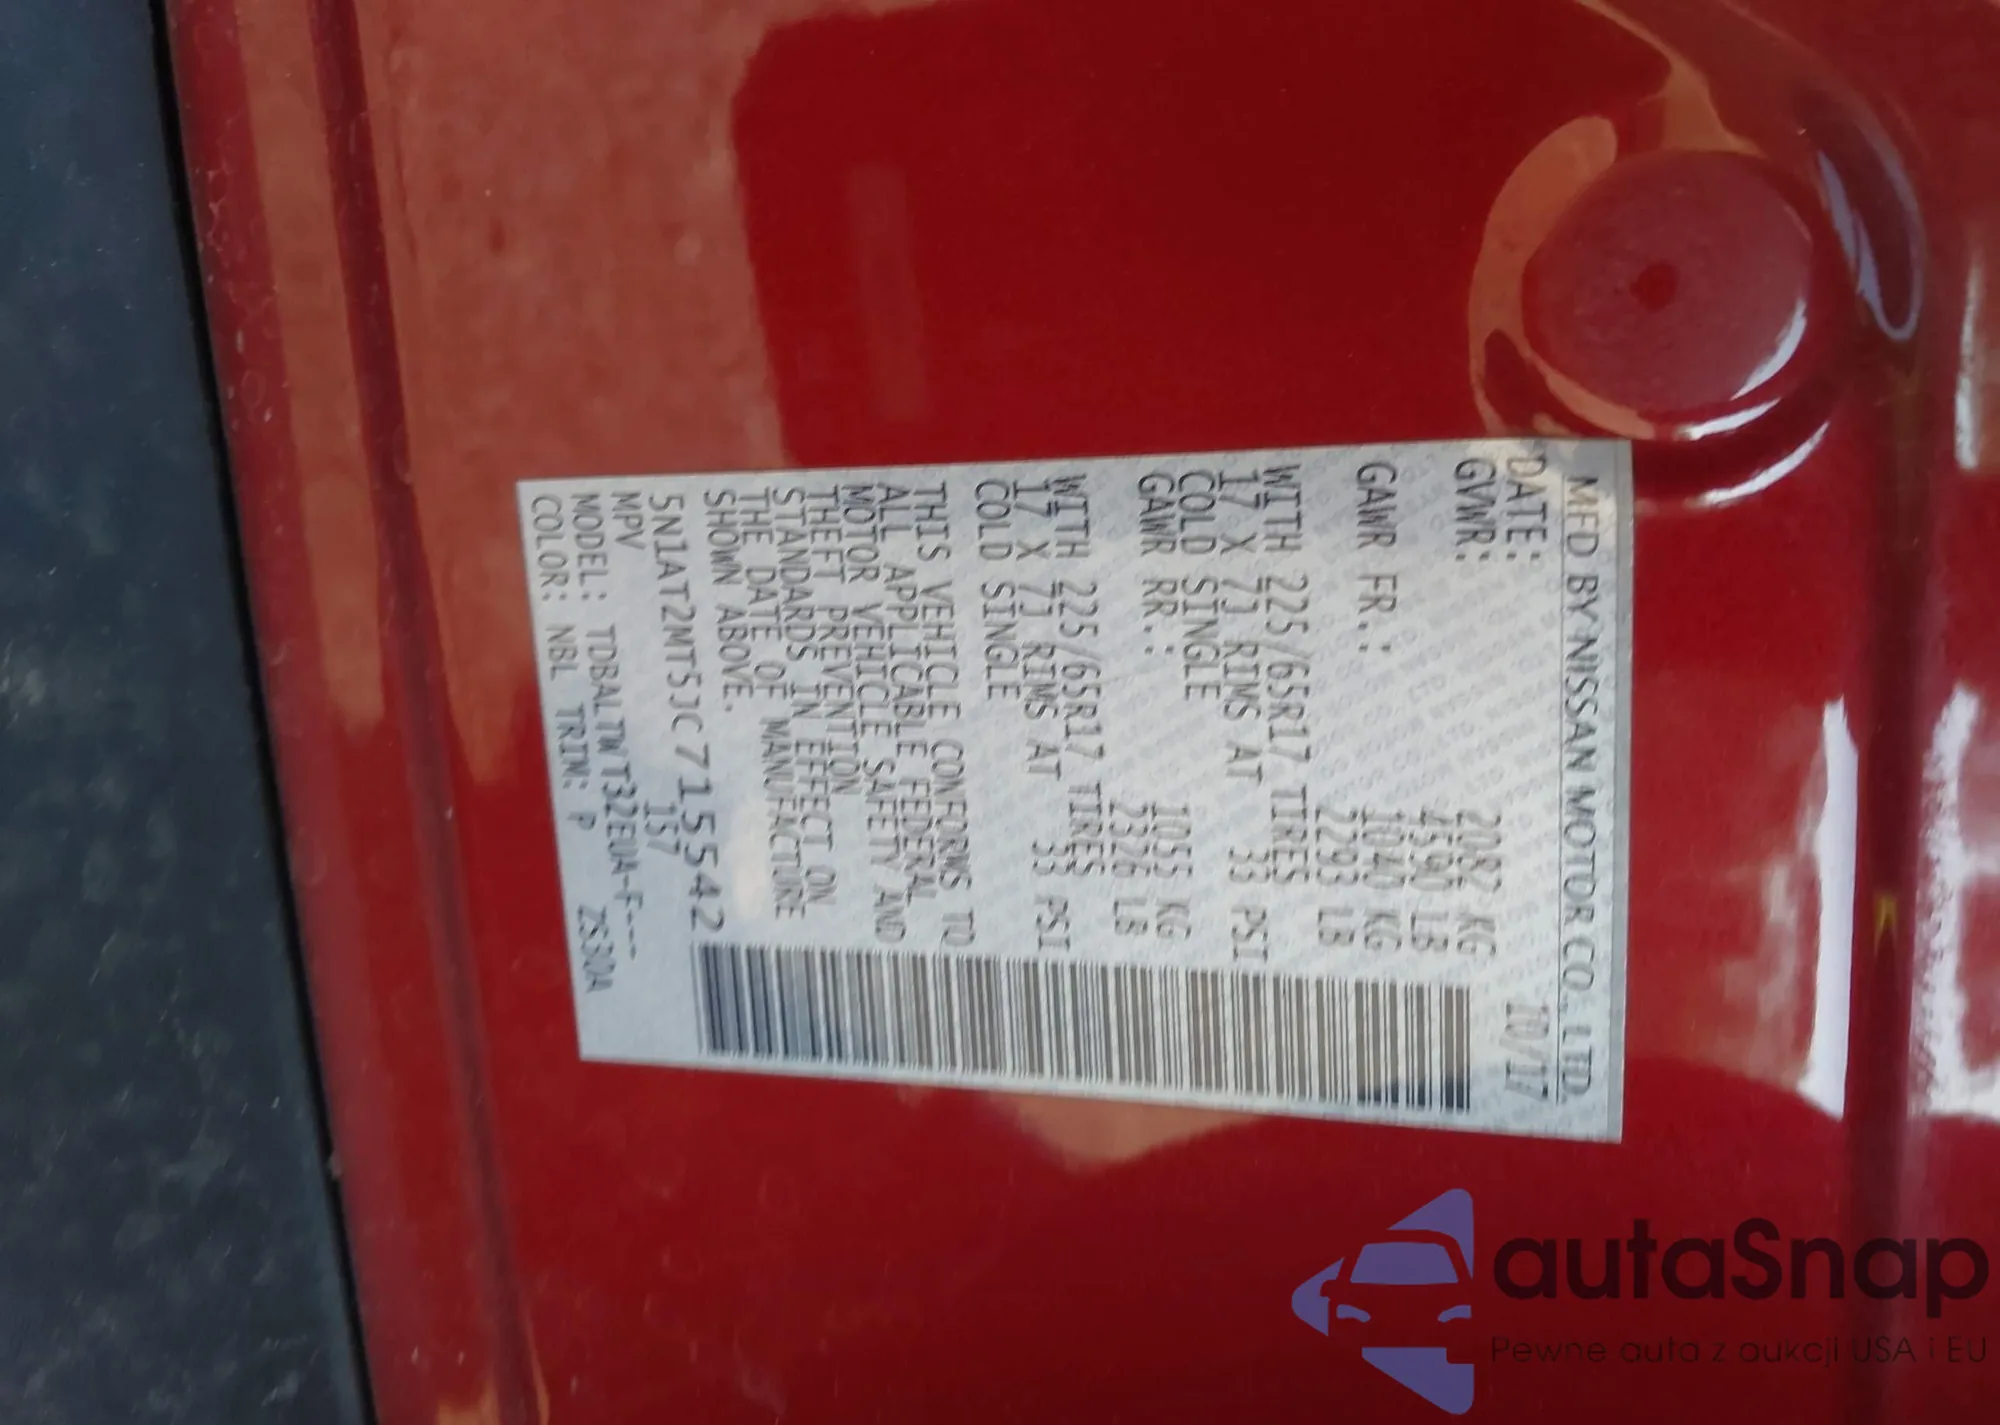 MFD BY NISSAN MOTOR CO., LTD.
DATE: 10/17
GVWR: 2082 KG
4590 LB
GAWR FR.: 1040 KG
2293 LB
WITH 225/65R17 TIRES
17 X 7J RIMS AT 33 PSI
COLD SINGLE
GAWR RR.: 1055 KG
2326 LB
WITH 225/65R17 TIRES
17 X 7J RIMS AT 33 PSI
COLD SINGLE
THIS VEHICLE CONFORMS TO
ALL APPLICABLE FEDERAL
MOTOR VEHICLE SAFETY AND
THEFT PREVENTION
STANDARDS IN EFFECT ON
THE DATE OF MANUFACTURE
SHOWN ABOVE.
5N1AT2MT5JC715542
MPV 157
MODEL: TDBALTWT32EUA-F----
COLOR: NBL TRIM: P ZS30A
autaSnap
Pewne auta z aukcji USA i EU